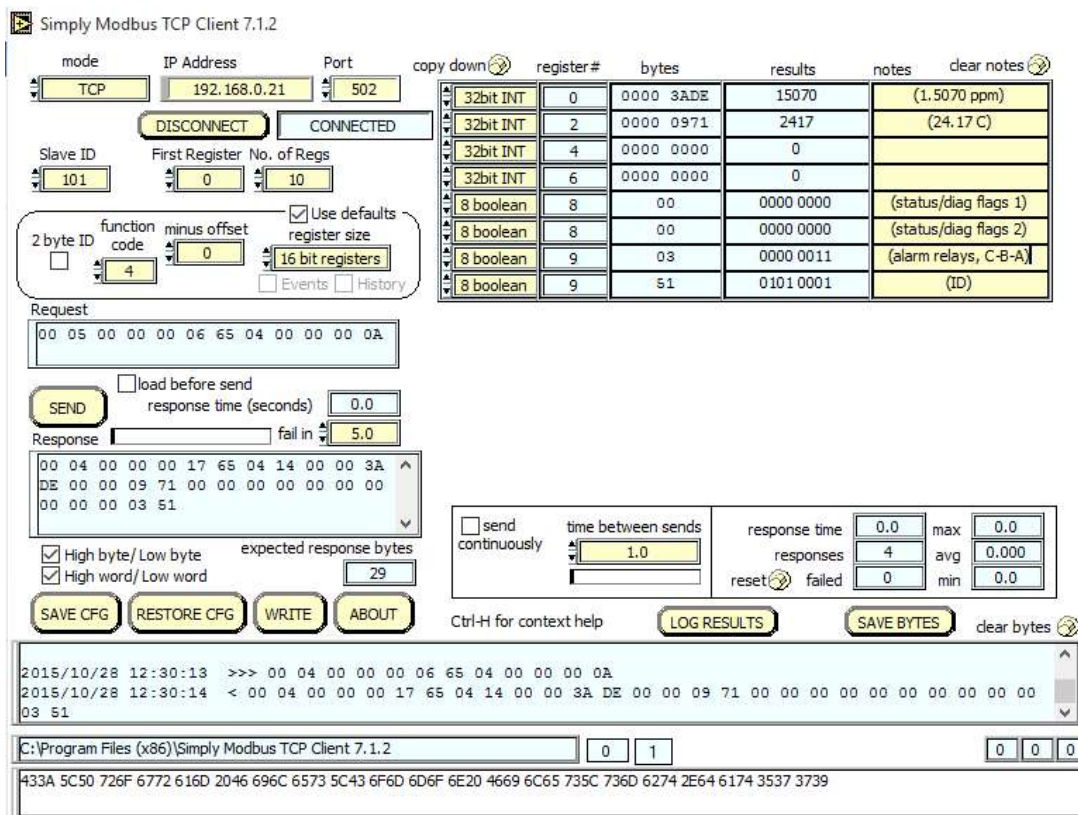 Simply Modbus TCP Client 7.1.2
mode IP Address Port copy down register# bytes results notes clear notes
TCP 192.168.0.21 502
DISCONNECT CONNECTED
Slave ID First Register No. of Regs
101 0 10
32bit INT 0 0000 3ADE 15070 (1.5070 ppm)
32bit INT 2 0000 0971 2417 (24.17 C)
32bit INT 4 0000 0000 0
32bit INT 6 0000 0000 0
8 boolean 8 00 0000 0000 (status/diag flags 1)
8 boolean 8 00 0000 0000 (status/diag flags 2)
8 boolean 9 03 0000 0011 (alarm relays, C-B-A)
8 boolean 9 51 0101 0001 (ID)
Use defaults
2 byte ID function code minus offset register size
4 0 16 bit registers
Events History
Request
00 05 00 00 00 06 65 04 00 00 00 0A
load before send
SEND response time (seconds) 0.0
Response fail in 5.0
00 04 00 00 00 17 65 04 14 00 00 3A
DE 00 00 09 71 00 00 00 00 00 00 00
00 00 00 03 51
High byte/Low byte expected response bytes
High word/Low word 29
send continuously time between sends 1.0
response time 0.0 max 0.0
responses 4 avg 0.000
reset failed 0 min 0.0
SAVE CFG RESTORE CFG WRITE ABOUT Ctrl-H for context help LOG RESULTS SAVE BYTES clear bytes
2015/10/28 12:30:13 >>> 00 04 00 00 00 06 65 04 00 00 00 0A
2015/10/28 12:30:14 < 00 04 00 00 00 17 65 04 14 00 00 3A DE 00 00 09 71 00 00 00 00 00 00 00 00 00 00
03 51
C:\Program Files (x86)\Simply Modbus TCP Client 7.1.2 0 1 0 0 0
433A 5C50 726F 6772 616D 2046 696C 6573 5C43 6F6D 6D6F 6E20 4669 6C65 735C 736D 6274 2E64 6174 3537 3739